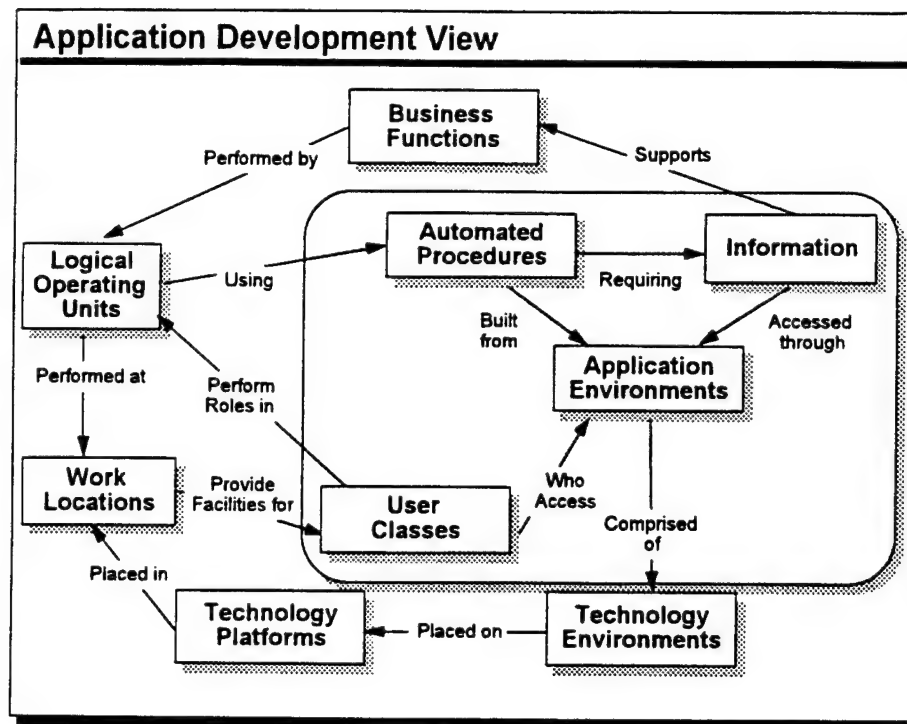 Application Development View
Business
Functions
Performed by
Supports
Automated
Procedures
Information
Logical
Operating
Units
Using
Requiring
Built
from
Accessed
through
Application
Environments
Performed at
Perform
Roles in
Work
Locations
Provide
Facilities for
Who
Access
User
Classes
Comprised
of
Placed in
Technology
Platforms
Placed on
Technology
Environments